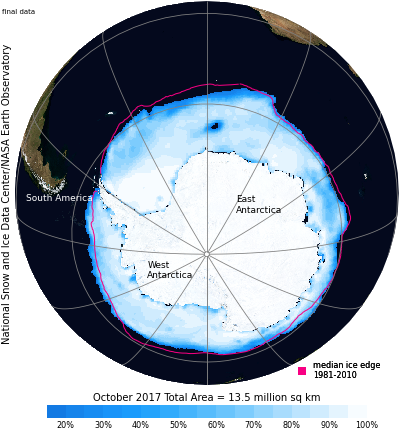 final data
National Snow and Ice Data Center/NASA Earth Observatory
South America
East
Antarctica
West
Antarctica
median ice edge
1981-2010
October 2017 Total Area = 13.5 million sq km
20% 30% 40% 50% 60% 70% 80% 90% 100%